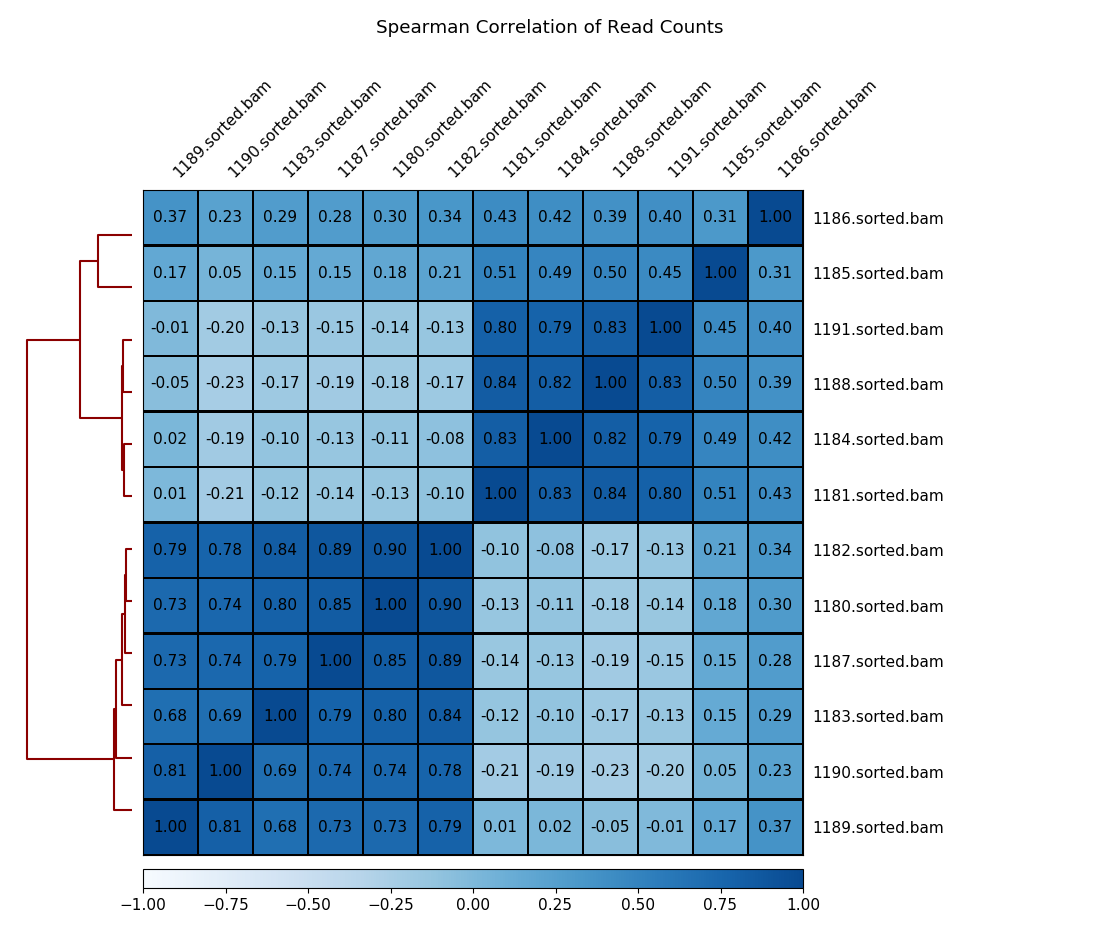 Spearman Correlation of Read Counts
1189.sorted.bam
1190.sorted.bam
1183.sorted.bam
1187.sorted.bam
1180.sorted.bam
1182.sorted.bam
1181.sorted.bam
1184.sorted.bam
1188.sorted.bam
1191.sorted.bam
1185.sorted.bam
1186.sorted.bam
0.37 0.23 0.29 0.28 0.30 0.34 0.43 0.42 0.39 0.40 0.31 1.00 1186.sorted.bam
0.17 0.05 0.15 0.15 0.18 0.21 0.51 0.49 0.50 0.45 1.00 0.31 1185.sorted.bam
-0.01 -0.20 -0.13 -0.15 -0.14 -0.13 0.80 0.79 0.83 1.00 0.45 0.40 1191.sorted.bam
-0.05 -0.23 -0.17 -0.19 -0.18 -0.17 0.84 0.82 1.00 0.83 0.50 0.39 1188.sorted.bam
0.02 -0.19 -0.10 -0.13 -0.11 -0.08 0.83 1.00 0.82 0.79 0.49 0.42 1184.sorted.bam
0.01 -0.21 -0.12 -0.14 -0.13 -0.10 1.00 0.83 0.84 0.80 0.51 0.43 1181.sorted.bam
0.79 0.78 0.84 0.89 0.90 1.00 -0.10 -0.08 -0.17 -0.13 0.21 0.34 1182.sorted.bam
0.73 0.74 0.80 0.85 1.00 0.90 -0.13 -0.11 -0.18 -0.14 0.18 0.30 1180.sorted.bam
0.73 0.74 0.79 1.00 0.85 0.89 -0.14 -0.13 -0.19 -0.15 0.15 0.28 1187.sorted.bam
0.68 0.69 1.00 0.79 0.80 0.84 -0.12 -0.10 -0.17 -0.13 0.15 0.29 1183.sorted.bam
0.81 1.00 0.69 0.74 0.74 0.78 -0.21 -0.19 -0.23 -0.20 0.05 0.23 1190.sorted.bam
1.00 0.81 0.68 0.73 0.73 0.79 0.01 0.02 -0.05 -0.01 0.17 0.37 1189.sorted.bam
−1.00 −0.75 −0.50 −0.25 0.00 0.25 0.50 0.75 1.00